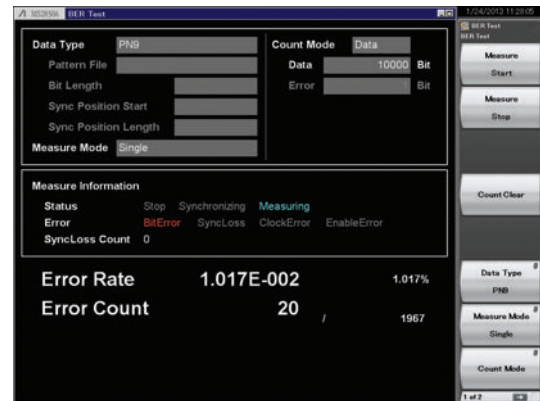 MS2850A BER Test
1/24/2013 11:28:05
BER Test
BER Test
Data Type PN9
Count Mode Data
Pattern File
Data 10000 Bit
Bit Length
Error Bit
Sync Position Start
Sync Position Length
Measure Mode Single
Measure Information
Status Stop Synchronizing Measuring
Error BitError SyncLoss ClockError EnableError
SyncLoss Count 0
Error Rate 1.017E-002 1.017%
Error Count 20 / 1967
Measure
Start
Measure
Stop
Count Clear
Data Type
PN9
Measure Mode
Single
Count Mode
1 of 2